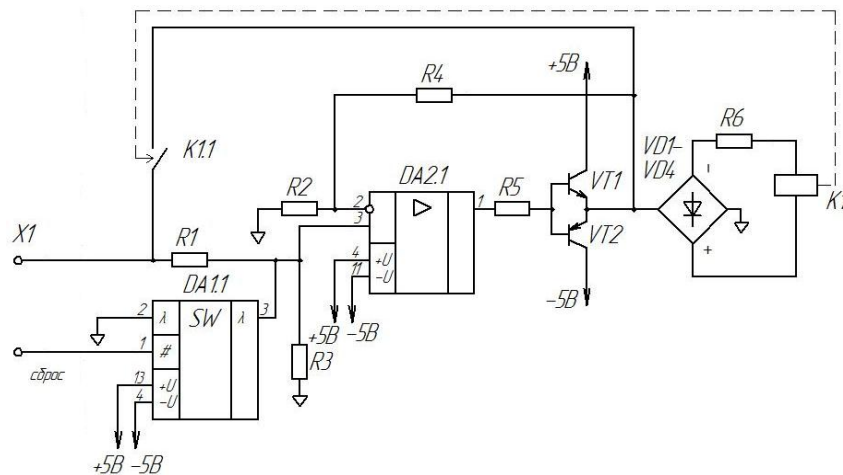 R4
+5В
R6
VD1-
VD4
K1.1
DA2.1
R2
1
R5
VT1
2
3
VT2
4
+U
11
-U
X1
R1
DA1.1
+5В
-5В
-5В
2
λ
SW
λ
3
1
#
R3
сброс
13
+U
4
-U
+5В
-5В
-
+